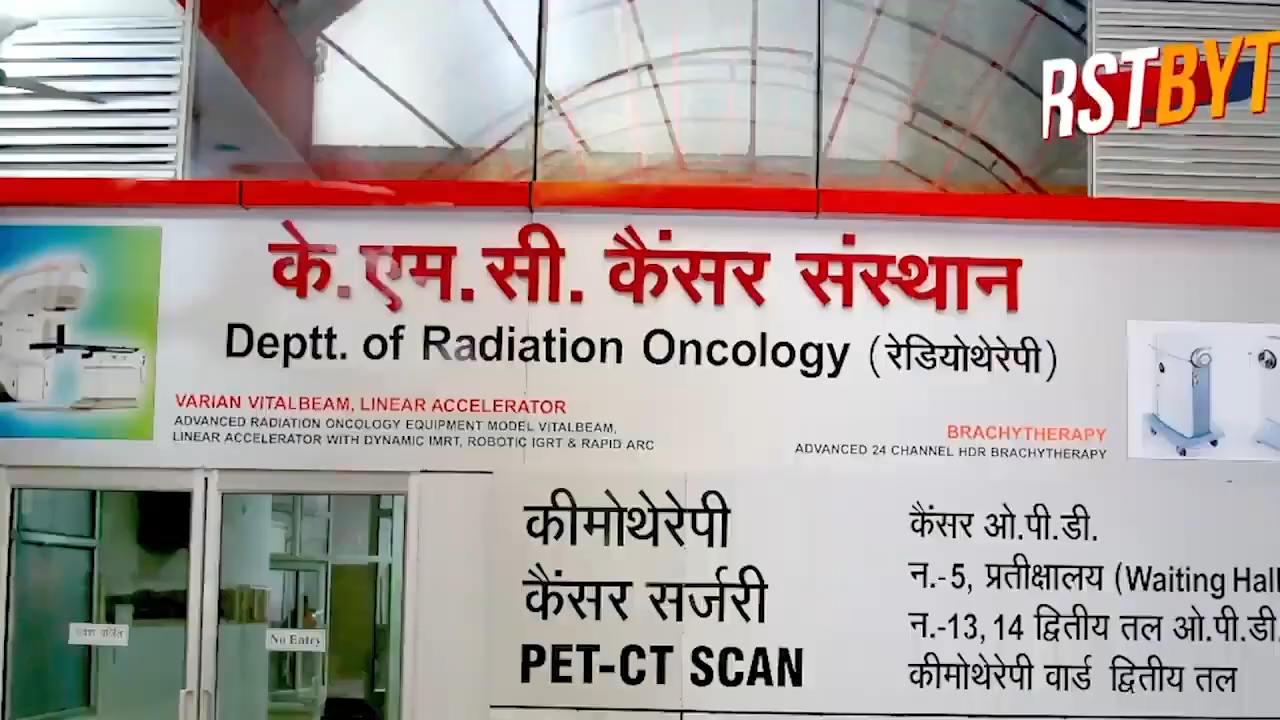 RSTBYT
के.एम.सी. कैंसर संस्थान
Deptt. of Radiation Oncology (रेडियोथेरेपी)
VARIAN VITALBEAM, LINEAR ACCELERATOR
ADVANCED RADIATION ONCOLOGY EQUIPMENT MODEL VITALBEAM,
LINEAR ACCELERATOR WITH DYNAMIC IMRT, ROBOTIC IGRT & RAPID ARC
BRACHYTHERAPY
ADVANCED 24 CHANNEL HDR BRACHYTHERAPY
कीमोथेरेपी
कैंसर सर्जरी
PET-CT SCAN
कैंसर ओ.पी.डी.
न.-5, प्रतीक्षालय (Waiting Hall
न.-13, 14 द्वितीय तल ओ.पी.डी.
कीमोथेरेपी वार्ड द्वितीय तल
No Entry